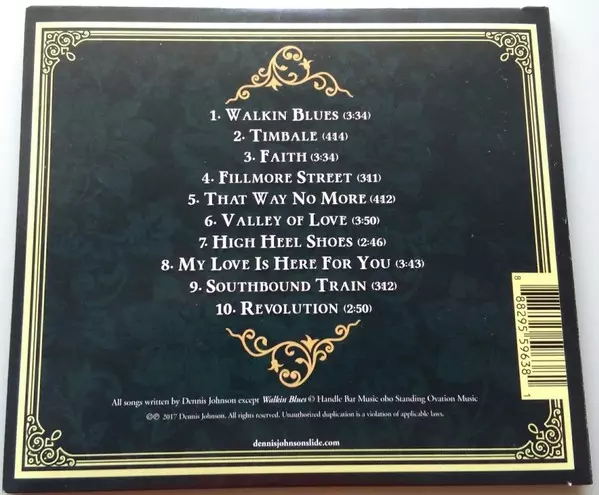 1. Walkin Blues (3:34)
2. Timbale (4:14)
3. Faith (3:34)
4. Fillmore Street (3:11)
5. That Way No More (4:12)
6. Valley of Love (3:50)
7. High Heel Shoes (2:46)
8. My Love Is Here For You (3:43)
9. Southbound Train (3:12)
10. Revolution (2:50)
8 88295 59638 1
All songs written by Dennis Johnson except Walkin Blues © Handle Bar Music obo Standing Ovation Music
©℗ 2017 Dennis Johnson. All rights reserved. Unauthorized duplication is a violation of applicable laws.
dennisjohnsonslide.com